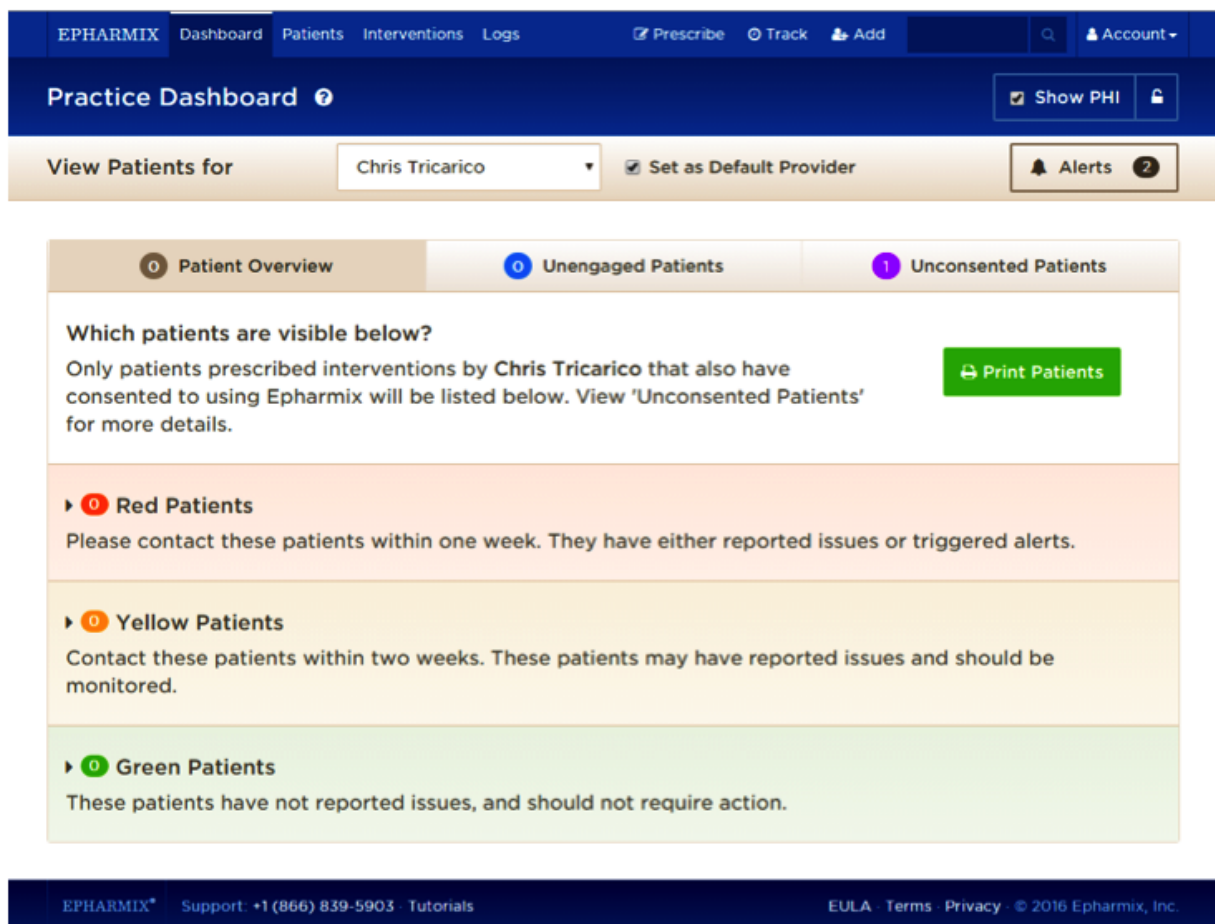 EPHARMIX Dashboard Patients Interventions Logs Prescribe Track Add Account
Practice Dashboard ? Show PHI
View Patients for Chris Tricarico Set as Default Provider Alerts 2
0 Patient Overview 0 Unengaged Patients 1 Unconsented Patients
Which patients are visible below?
Only patients prescribed interventions by Chris Tricarico that also have
consented to using Epharmix will be listed below. View 'Unconsented Patients'
for more details.
Print Patients
0 Red Patients
Please contact these patients within one week. They have either reported issues or triggered alerts.
0 Yellow Patients
Contact these patients within two weeks. These patients may have reported issues and should be
monitored.
0 Green Patients
These patients have not reported issues, and should not require action.
EPHARMIX® Support: +1 (866) 839-5903 · Tutorials EULA · Terms · Privacy · © 2016 Epharmix, Inc.